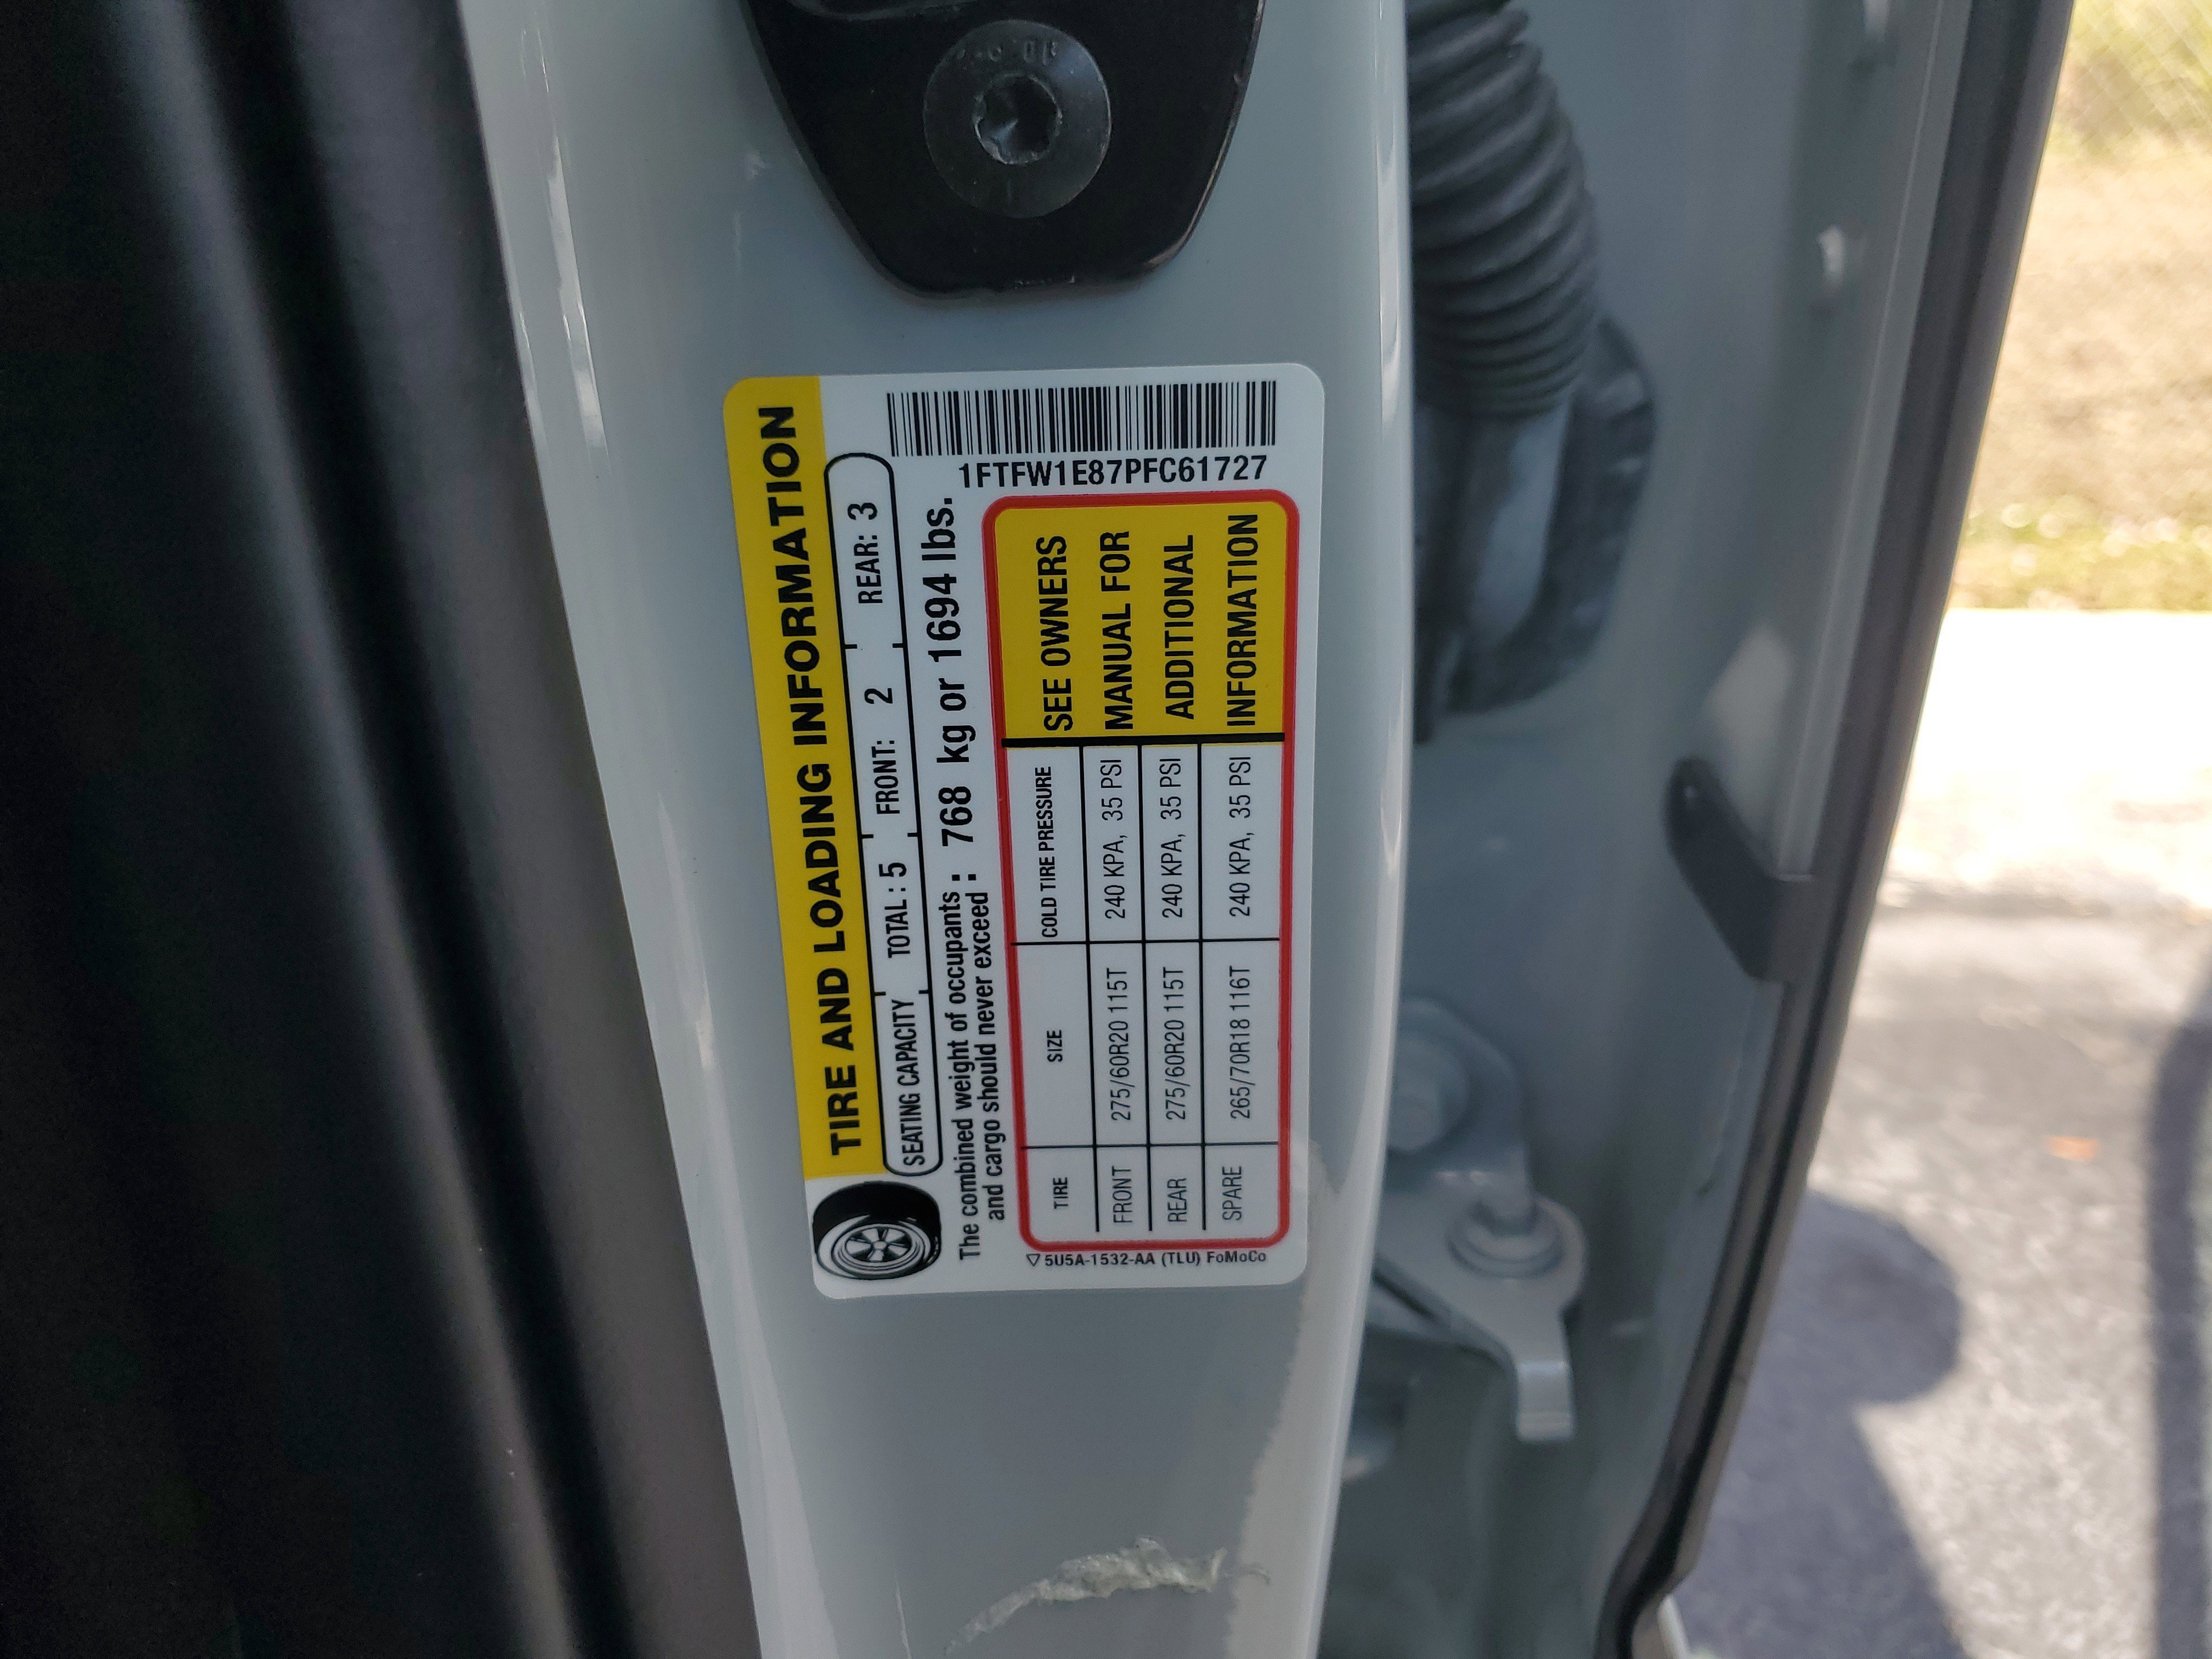 TIRE AND LOADING INFORMATION
SEATING CAPACITY TOTAL : 5 FRONT: 2 REAR: 3
The combined weight of occupants and cargo should never exceed : 768 kg or 1694 lbs.
1FTFW1E87PFC61727
TIRE SIZE COLD TIRE PRESSURE
FRONT 275/60R20 115T 240 KPA, 35 PSI
REAR 275/60R20 115T 240 KPA, 35 PSI
SPARE 265/70R18 116T 240 KPA, 35 PSI
SEE OWNERS
MANUAL FOR
ADDITIONAL
INFORMATION
5U5A-1532-AA (TLU) FoMoCo